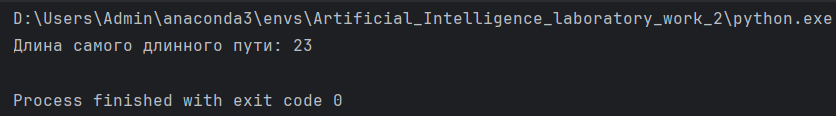 D:\Users\Admin\anaconda3\envs\Artificial_Intelligence_laboratory_work_2\python.exe
Длина самого длинного пути: 23
Process finished with exit code 0